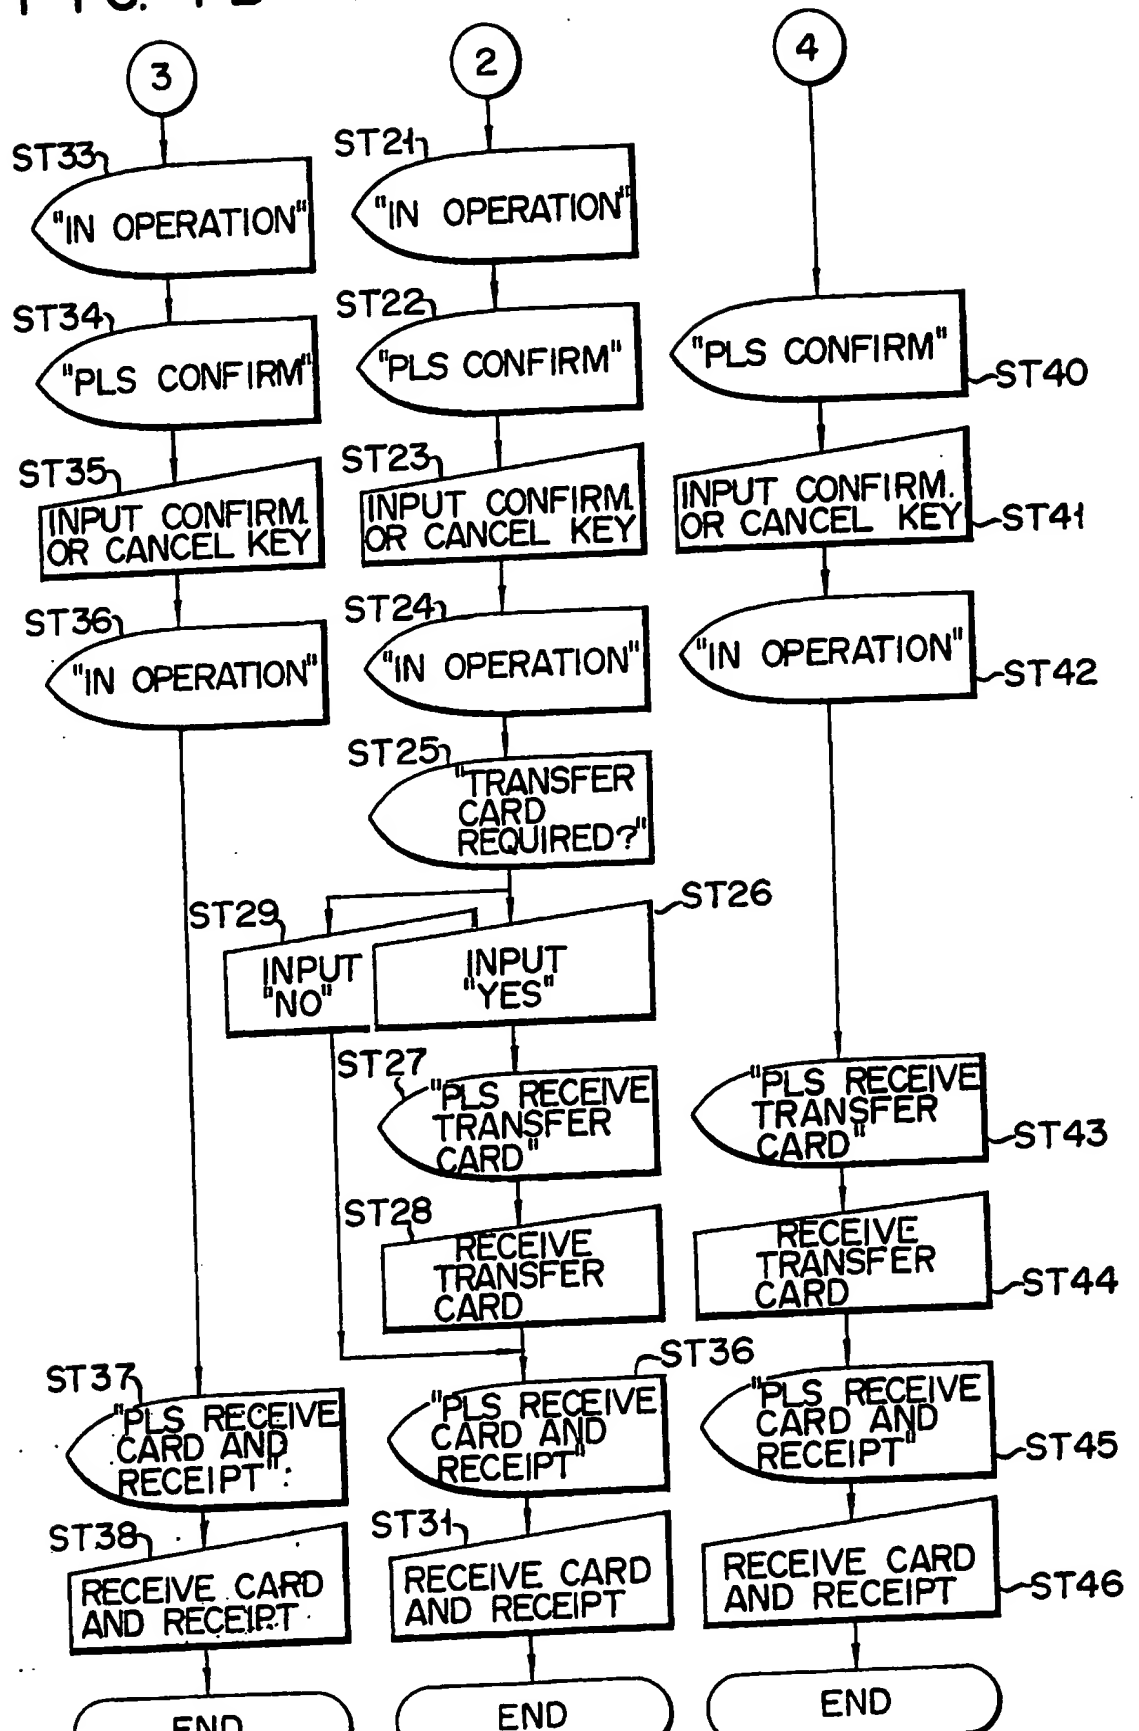 3
ST33
"IN OPERATION"
ST34
"PLS CONFIRM"
ST35
INPUT CONFIRM.
OR CANCEL KEY
ST36
"IN OPERATION"
ST37
"PLS RECEIVE
CARD AND
RECEIPT"
ST38
RECEIVE CARD
AND RECEIPT
END
2
ST21
"IN OPERATION"
ST22
"PLS CONFIRM"
ST23
INPUT CONFIRM.
OR CANCEL KEY
ST24
"IN OPERATION"
ST25
"TRANSFER
CARD
REQUIRED?"
ST29
INPUT
"NO"
ST26
INPUT
"YES"
ST27
"PLS RECEIVE
TRANSFER
CARD"
ST28
RECEIVE
TRANSFER
CARD
ST36
"PLS RECEIVE
CARD AND
RECEIPT"
ST31
RECEIVE CARD
AND RECEIPT
END
4
"PLS CONFIRM"
ST40
INPUT CONFIRM.
OR CANCEL KEY
ST41
"IN OPERATION"
ST42
"PLS RECEIVE
TRANSFER
CARD"
ST43
RECEIVE
TRANSFER
CARD
ST44
"PLS RECEIVE
CARD AND
RECEIPT"
ST45
RECEIVE CARD
AND RECEIPT
ST46
END